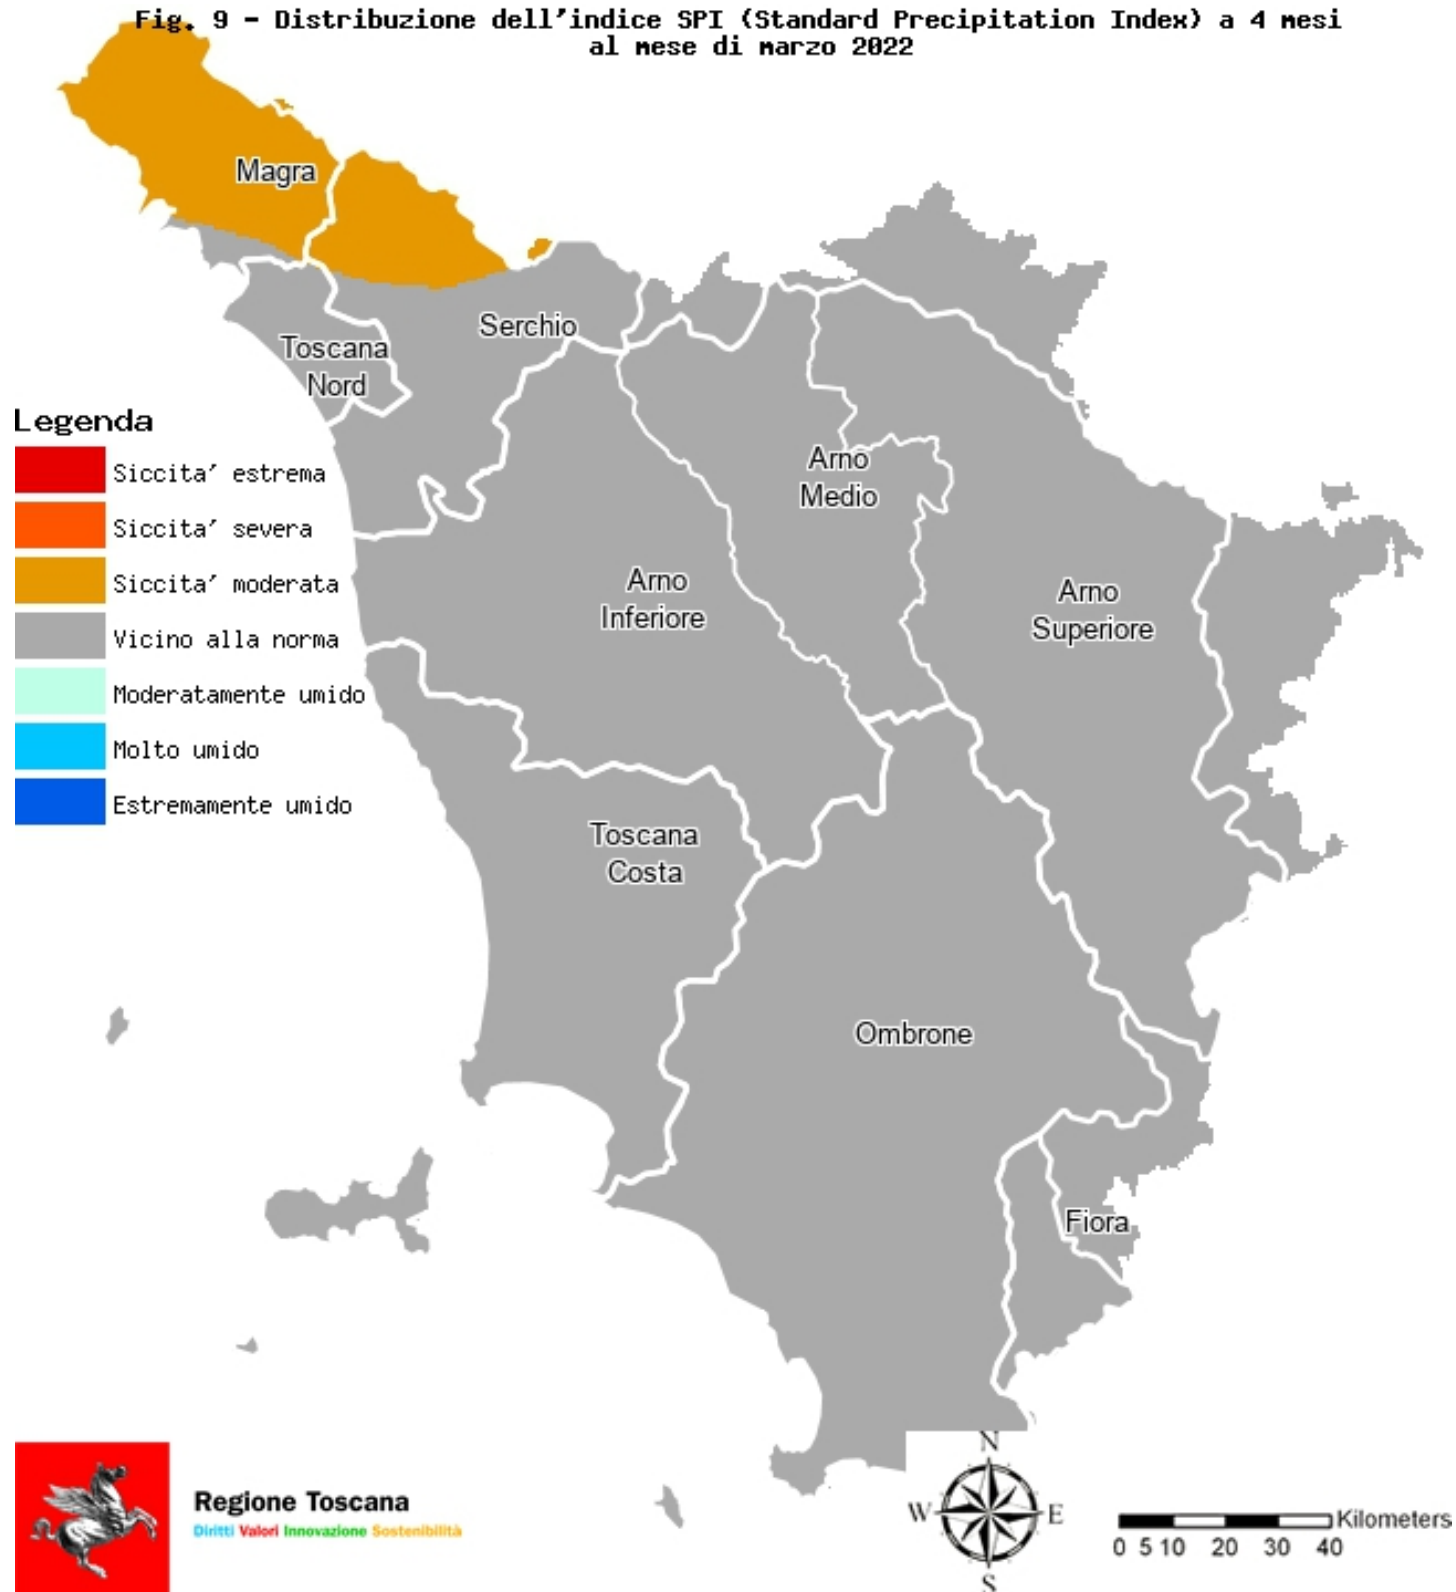 Fig. 9 - Distribuzione dell'indice SPI (Standard Precipitation Index) a 4 mesi
al mese di marzo 2022
Magra
Serchio
Toscana
Nord
Legenda
Siccita' estrema
Siccita' severa
Siccita' moderata
Vicino alla norma
Moderatamente umido
Molto umido
Estremamente umido
Arno
Medio
Arno
Inferiore
Arno
Superiore
Toscana
Costa
Ombrone
Fiora
Regione Toscana
Diritti Valori Innovazione Sostenibilità
N
W
E
S
Kilometers
0 5 10 20 30 40